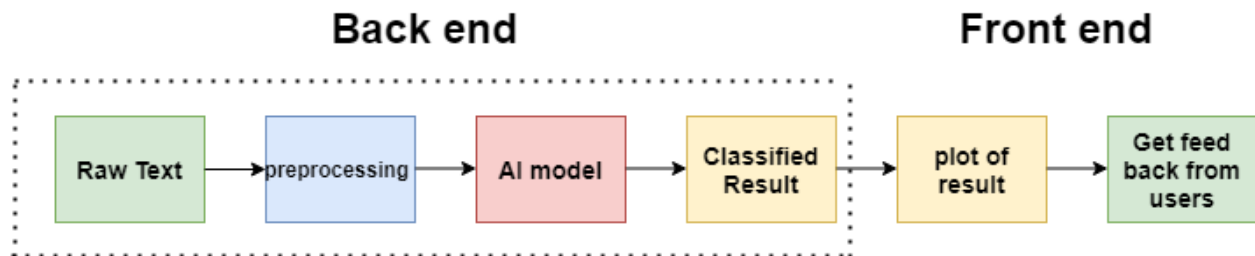 Back end
Front end
Raw Text
preprocessing
AI model
Classified
Result
plot of
result
Get feed
back from
users